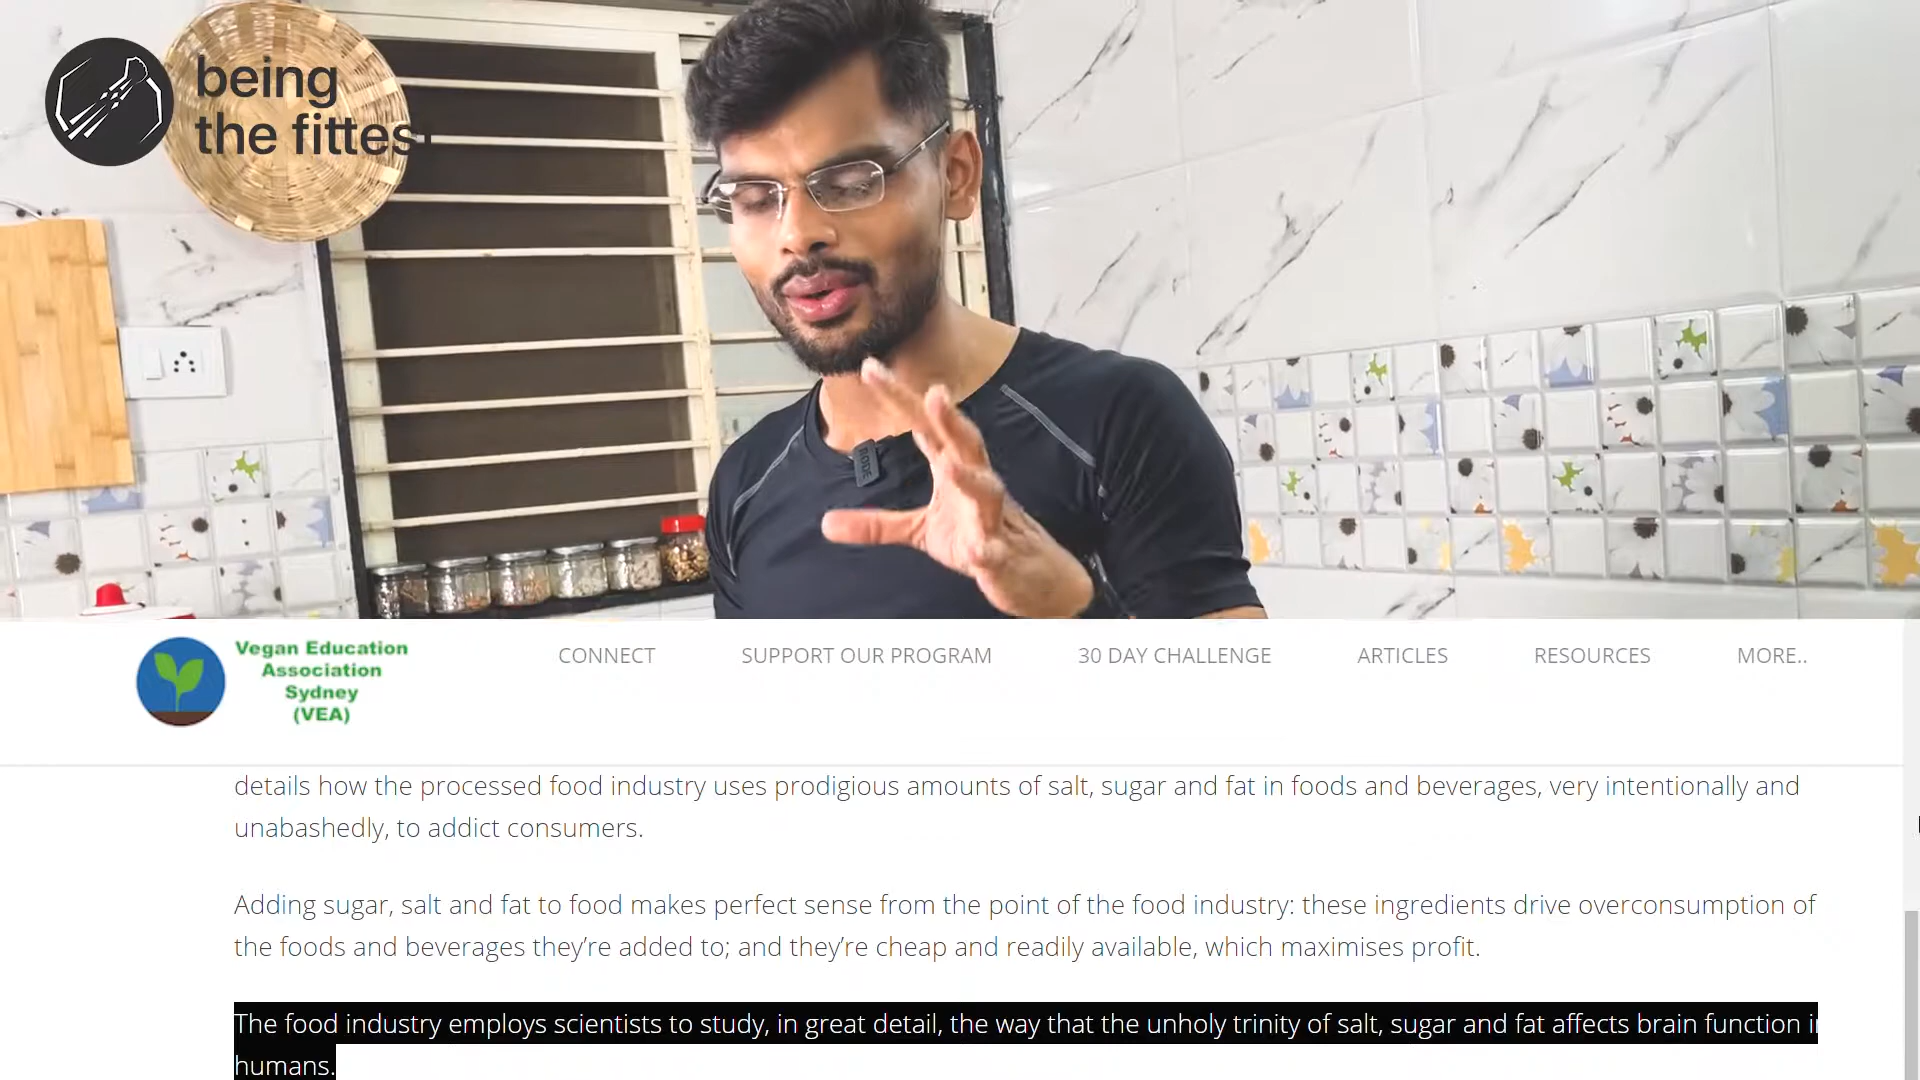 being
the fittest
RODE
Vegan Education
Association
Sydney
(VEA)
CONNECT
SUPPORT OUR PROGRAM
30 DAY CHALLENGE
ARTICLES
RESOURCES
MORE..
details how the processed food industry uses prodigious amounts of salt, sugar and fat in foods and beverages, very intentionally and
unabashedly, to addict consumers.
Adding sugar, salt and fat to food makes perfect sense from the point of the food industry: these ingredients drive overconsumption of
the foods and beverages they’re added to; and they’re cheap and readily available, which maximises profit.
The food industry employs scientists to study, in great detail, the way that the unholy trinity of salt, sugar and fat affects brain function in
humans.